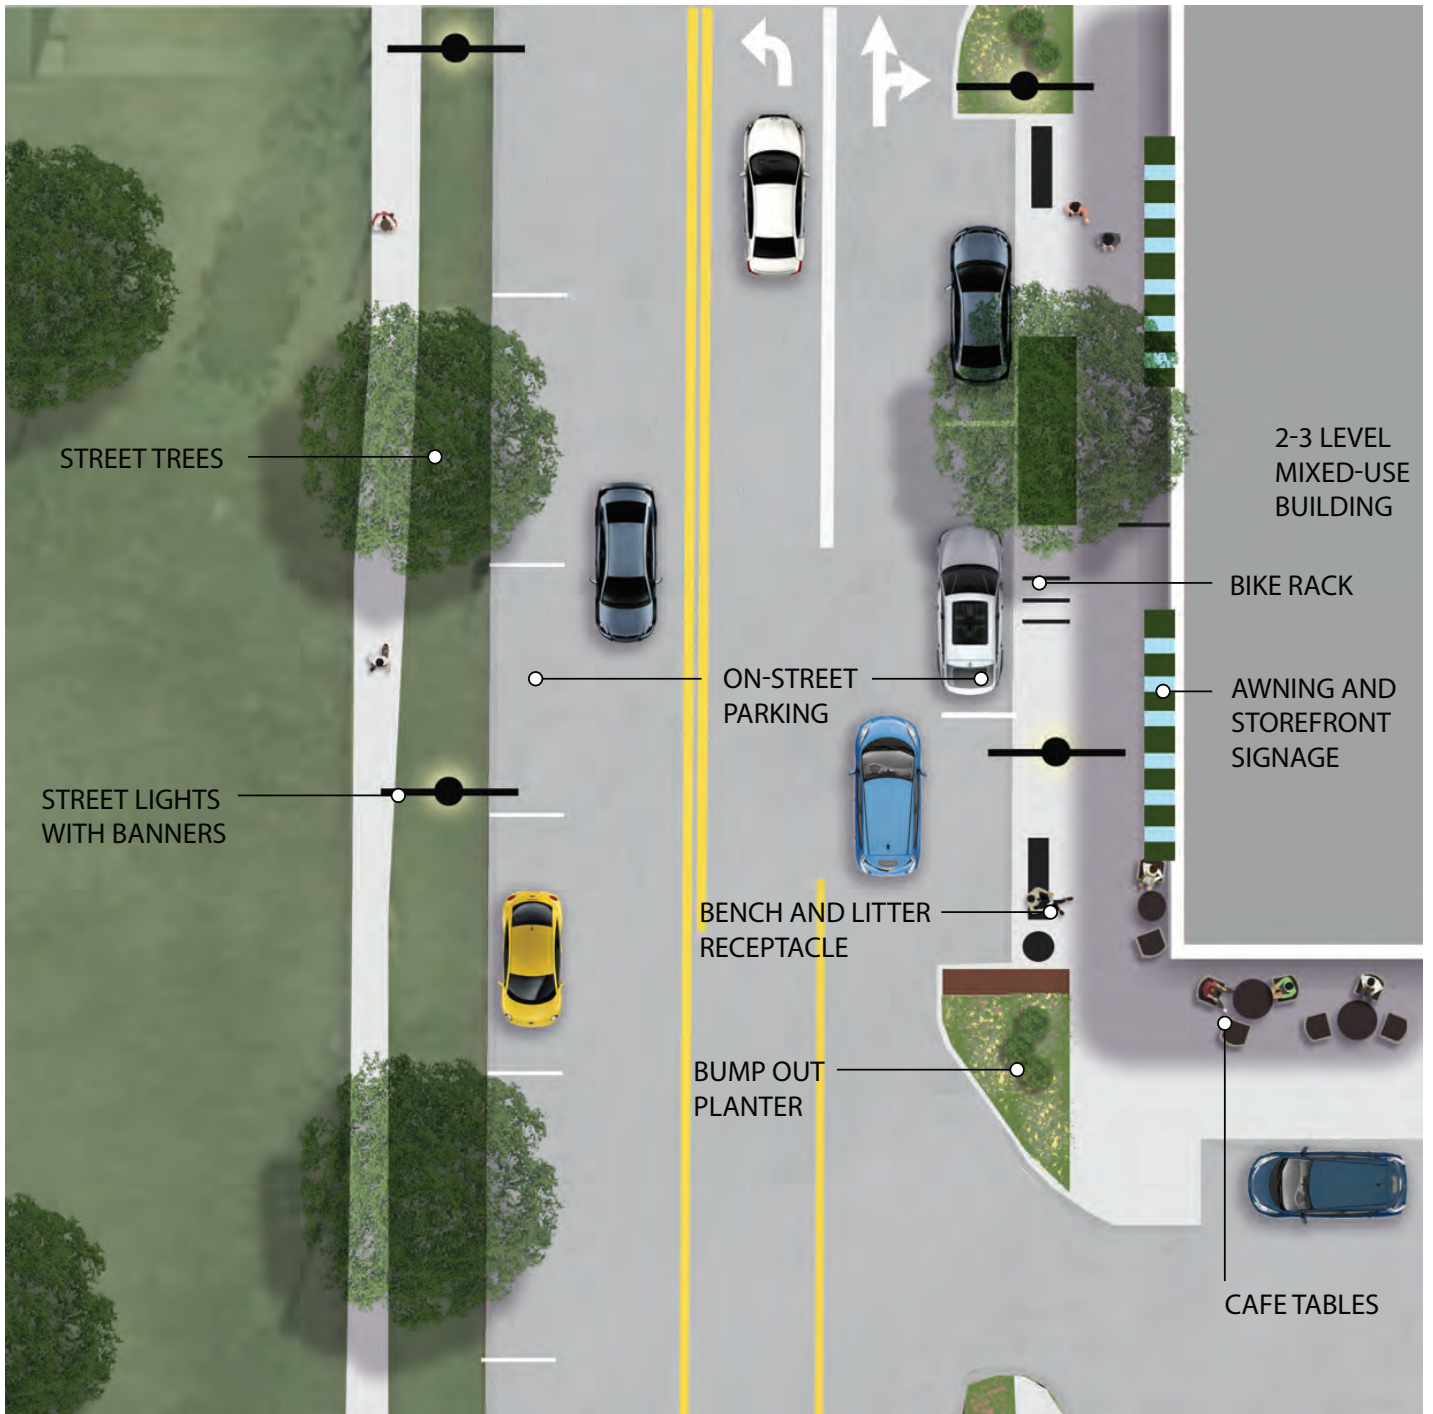 2-3 LEVEL
MIXED-USE
BUILDING
STREET TREES
BIKE RACK
ON-STREET
PARKING
AWNING AND
STOREFRONT
SIGNAGE
STREET LIGHTS
WITH BANNERS
BENCH AND LITTER
RECEPTACLE
BUMP OUT
PLANTER
CAFE TABLES